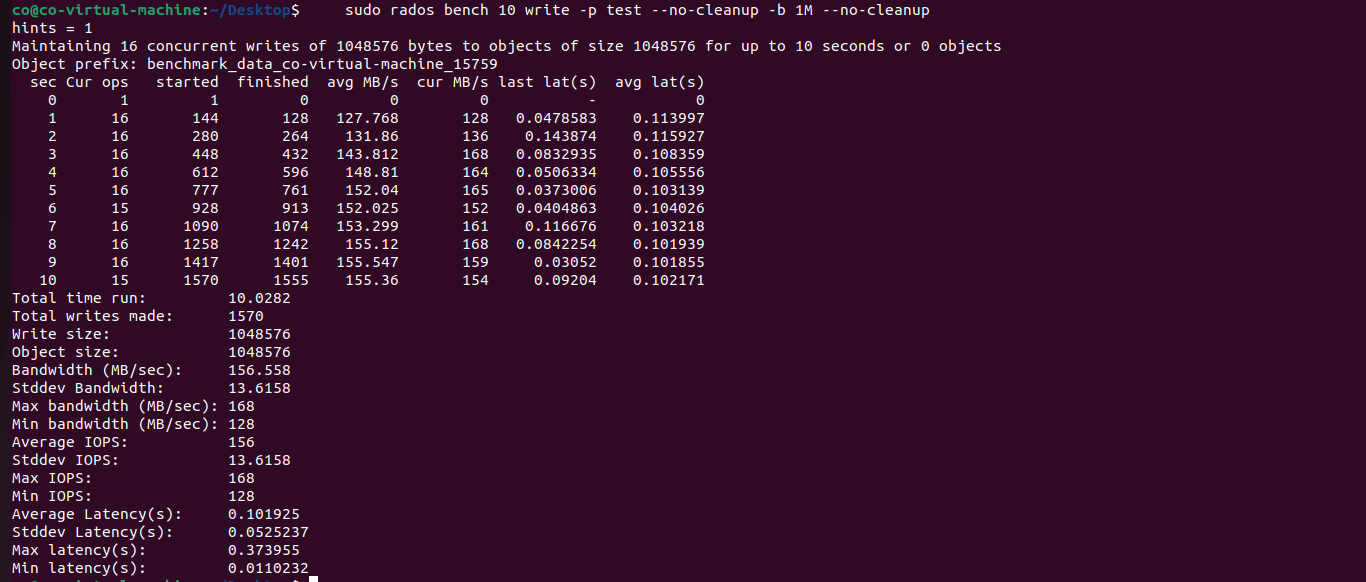 co@co-virtual-machine:~/Desktop$     sudo rados bench 10 write -p test --no-cleanup -b 1M --no-cleanup
hints = 1
Maintaining 16 concurrent writes of 1048576 bytes to objects of size 1048576 for up to 10 seconds or 0 objects
Object prefix: benchmark_data_co-virtual-machine_15759
  sec Cur ops   started  finished  avg MB/s  cur MB/s last lat(s)  avg lat(s)
    0       1         1         0         0         0           -           0
    1      16       144       128   127.768       128   0.0478583    0.113997
    2      16       280       264    131.86       136    0.143874    0.115927
    3      16       448       432   143.812       168   0.0832935    0.108359
    4      16       612       596    148.81       164   0.0506334    0.105556
    5      16       777       761    152.04       165   0.0373006    0.103139
    6      15       928       913   152.025       152   0.0404863    0.104026
    7      16      1090      1074   153.299       161    0.116676    0.103218
    8      16      1258      1242    155.12       168   0.0842254    0.101939
    9      16      1417      1401   155.547       159     0.03052    0.101855
   10      15      1570      1555    155.36       154     0.09204    0.102171
Total time run:         10.0282
Total writes made:      1570
Write size:             1048576
Object size:            1048576
Bandwidth (MB/sec):     156.558
Stddev Bandwidth:       13.6158
Max bandwidth (MB/sec): 168
Min bandwidth (MB/sec): 128
Average IOPS:           156
Stddev IOPS:            13.6158
Max IOPS:               168
Min IOPS:               128
Average Latency(s):     0.101925
Stddev Latency(s):      0.0525237
Max latency(s):         0.373955
Min latency(s):         0.0110232